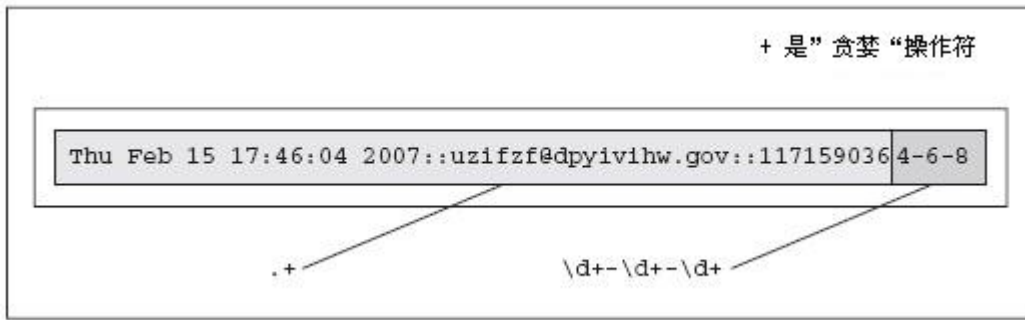 + 是”贪婪“操作符
Thu Feb 15 17:46:04 2007::uzifzf@dpyivihw.gov::1171590364-6-8
.+ \d+-\d+-\d+